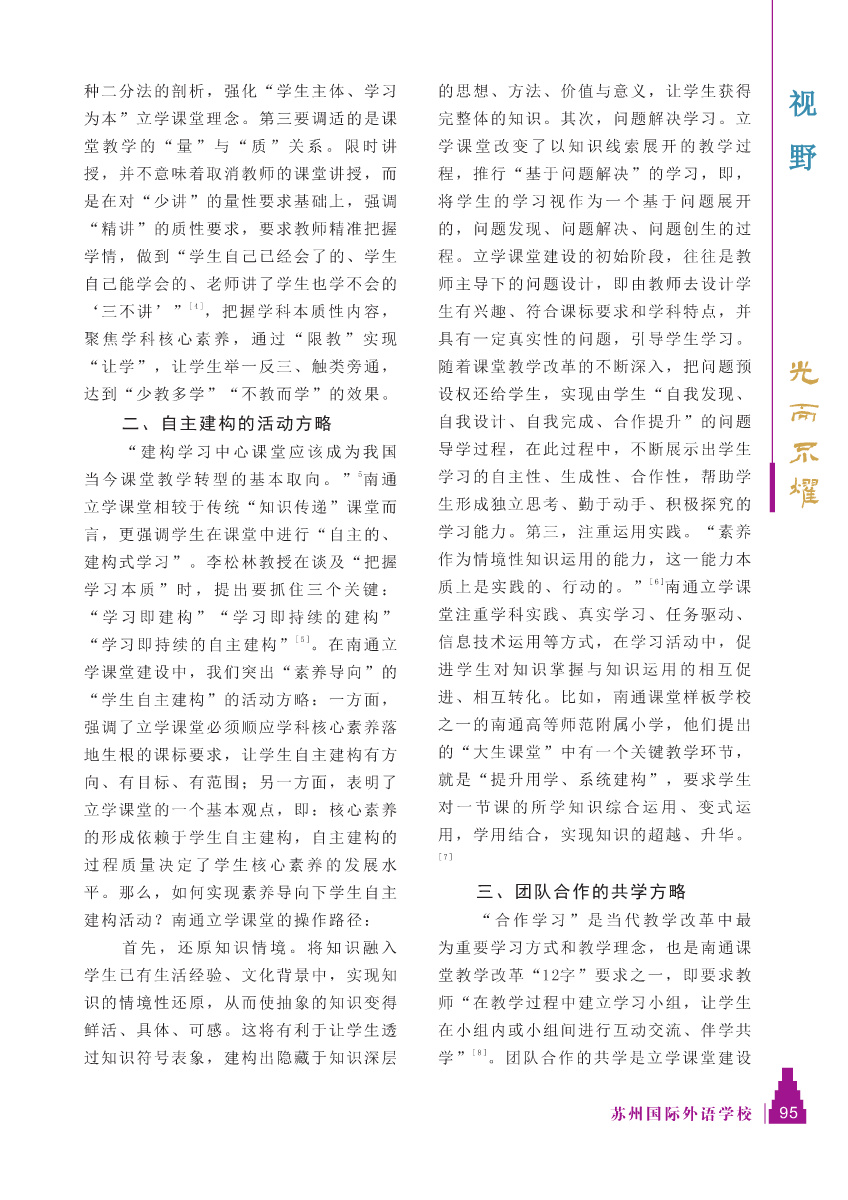 种二分法的剖析，强化“学生主体、学习
为本”立学课堂理念。第三要调适的是课
堂教学的“量”与“质”关系。限时讲
授，并不意味着取消教师的课堂讲授，而
是在对“少讲”的量性要求基础上，强调
“精讲”的质性要求，要求教师精准把握
学情，做到“学生自己已经会了的、学生
自己能学会的、老师讲了学生也学不会的
‘三不讲’”[4]，把握学科本质性内容，
聚焦学科核心素养，通过“限教”实现
“让学”，让学生举一反三、触类旁通，
达到“少教多学”“不教而学”的效果。
二、自主建构的活动方略
“建构学习中心课堂应该成为我国
当今课堂教学转型的基本取向。”5南通
立学课堂相较于传统“知识传递”课堂而
言，更强调学生在课堂中进行“自主的、
建构式学习”。李松林教授在谈及“把握
学习本质”时，提出要抓住三个关键：
“学习即建构”“学习即持续的建构”
“学习即持续的自主建构”[5]。在南通立
学课堂建设中，我们突出“素养导向”的
“学生自主建构”的活动方略：一方面，
强调了立学课堂必须顺应学科核心素养落
地生根的课标要求，让学生自主建构有方
向、有目标、有范围；另一方面，表明了
立学课堂的一个基本观点，即：核心素养
的形成依赖于学生自主建构，自主建构的
过程质量决定了学生核心素养的发展水
平。那么，如何实现素养导向下学生自主
建构活动？南通立学课堂的操作路径：
首先，还原知识情境。将知识融入
学生已有生活经验、文化背景中，实现知
识的情境性还原，从而使抽象的知识变得
鲜活、具体、可感。这将有利于让学生透
过知识符号表象，建构出隐藏于知识深层
的思想、方法、价值与意义，让学生获得
完整体的知识。其次，问题解决学习。立
学课堂改变了以知识线索展开的教学过
程，推行“基于问题解决”的学习，即，
将学生的学习视作为一个基于问题展开
的，问题发现、问题解决、问题创生的过
程。立学课堂建设的初始阶段，往往是教
师主导下的问题设计，即由教师去设计学
生有兴趣、符合课标要求和学科特点，并
具有一定真实性的问题，引导学生学习。
随着课堂教学改革的不断深入，把问题预
设权还给学生，实现由学生“自我发现、
自我设计、自我完成、合作提升”的问题
导学过程，在此过程中，不断展示出学生
学习的自主性、生成性、合作性，帮助学
生形成独立思考、勤于动手、积极探究的
学习能力。第三，注重运用实践。“素养
作为情境性知识运用的能力，这一能力本
质上是实践的、行动的。”[6]南通立学课
堂注重学科实践、真实学习、任务驱动、
信息技术运用等方式，在学习活动中，促
进学生对知识掌握与知识运用的相互促
进、相互转化。比如，南通课堂样板学校
之一的南通高等师范附属小学，他们提出
的“大生课堂”中有一个关键教学环节，
就是“提升用学、系统建构”，要求学生
对一节课的所学知识综合运用、变式运
用，学用结合，实现知识的超越、升华。
[7]
三、团队合作的共学方略
“合作学习”是当代教学改革中最
为重要学习方式和教学理念，也是南通课
堂教学改革“12字”要求之一，即要求教
师“在教学过程中建立学习小组，让学生
在小组内或小组间进行互动交流、伴学共
学”[8]。团队合作的共学是立学课堂建设
视野
光而不耀
苏州国际外语学校 95